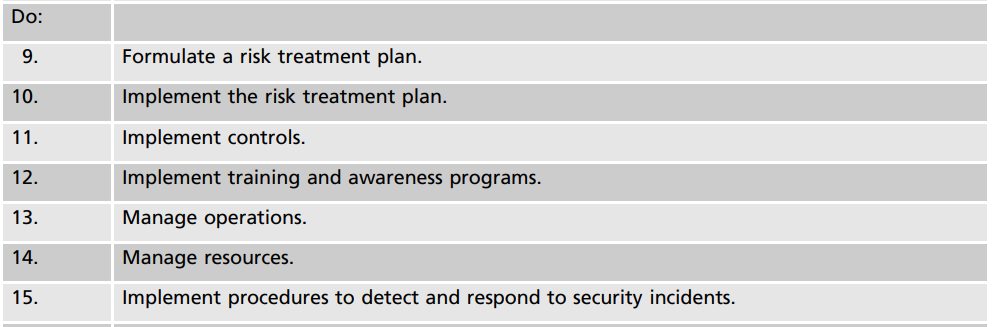 Do:
9. Formulate a risk treatment plan.
10. Implement the risk treatment plan.
11. Implement controls.
12. Implement training and awareness programs.
13. Manage operations.
14. Manage resources.
15. Implement procedures to detect and respond to security incidents.